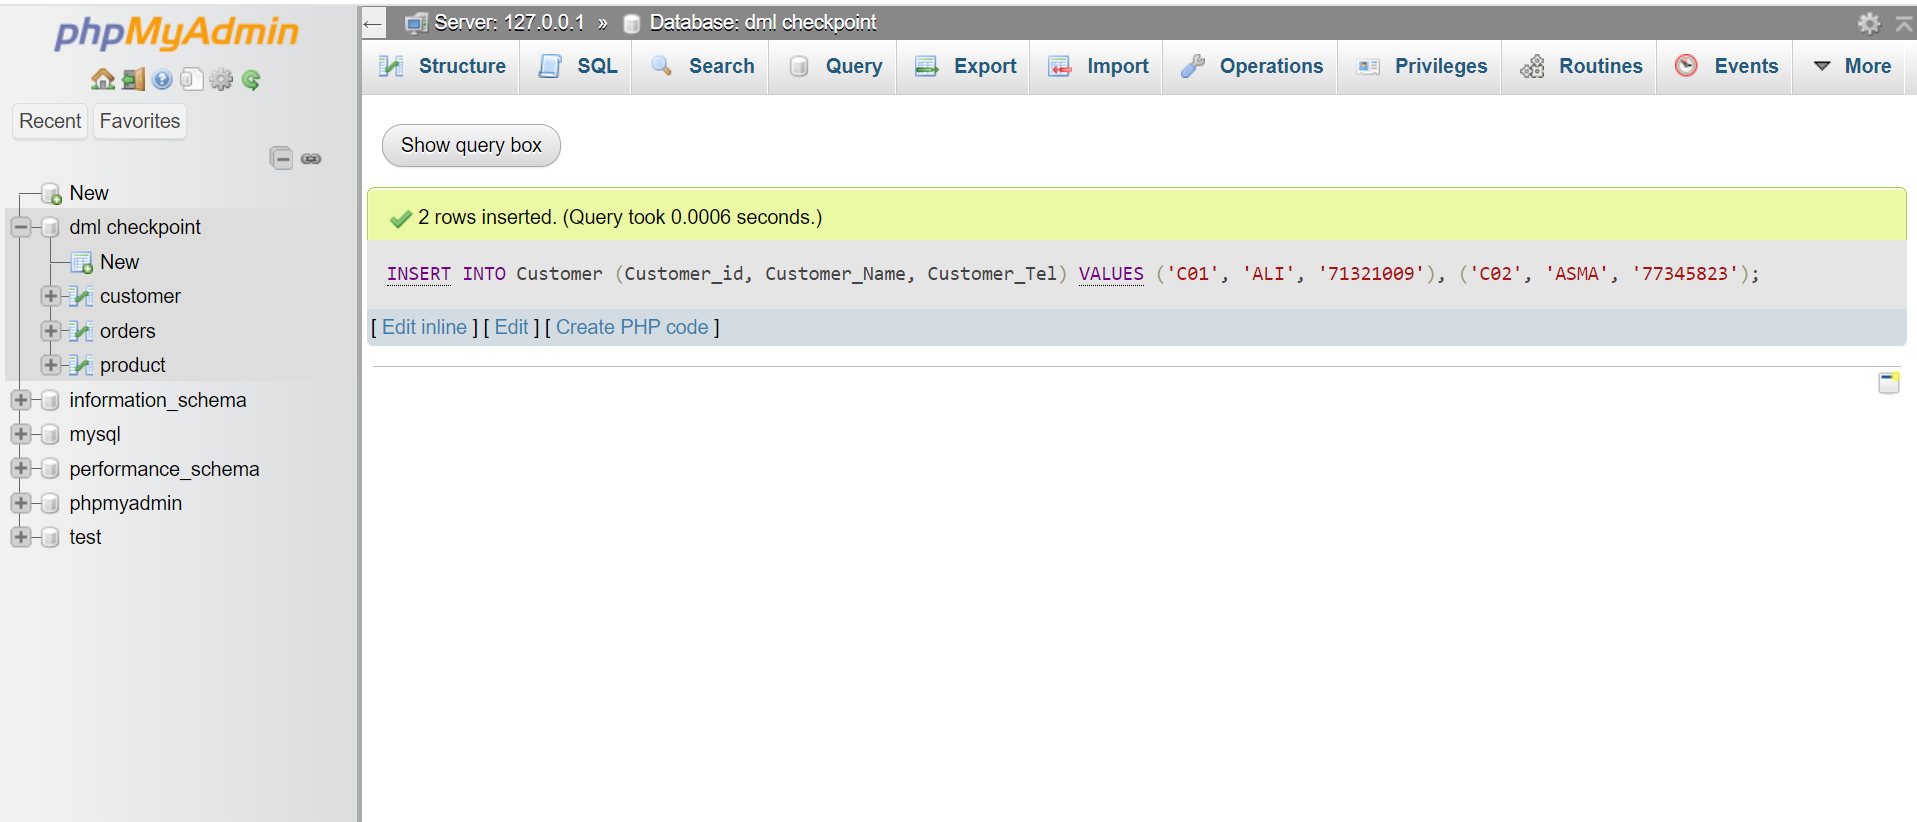 phpMyAdmin
Recent Favorites
New
dml checkpoint
New
customer
orders
product
information_schema
mysql
performance_schema
phpmyadmin
test
← Server: 127.0.0.1 » Database: dml checkpoint
Structure SQL Search Query Export Import Operations Privileges Routines Events More
Show query box
2 rows inserted. (Query took 0.0006 seconds.)
INSERT INTO Customer (Customer_id, Customer_Name, Customer_Tel) VALUES ('C01', 'ALI', '71321009'), ('C02', 'ASMA', '77345823');
[ Edit inline ] [ Edit ] [ Create PHP code ]